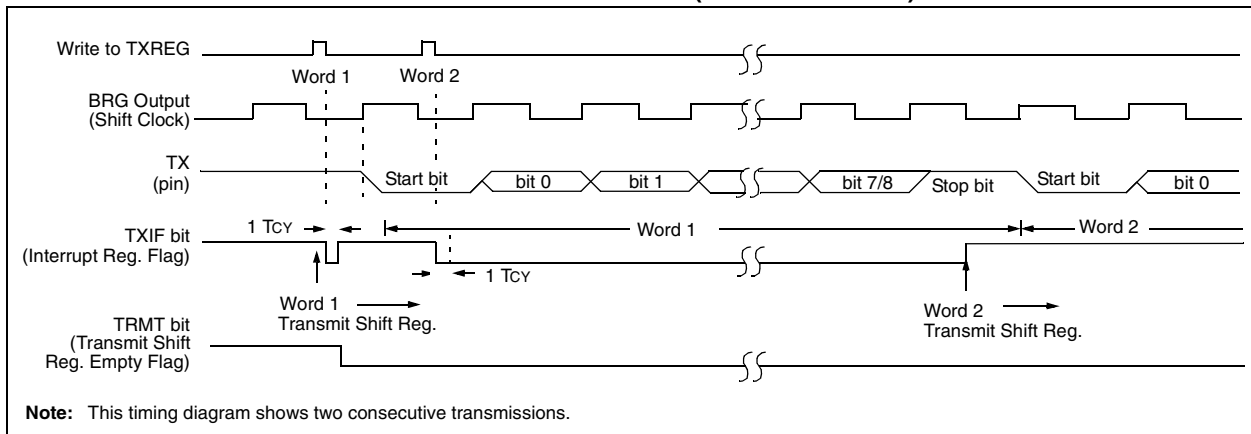 Write to TXREG
Word 1
Word 2
BRG Output
(Shift Clock)
TX
(pin)
Start bit
bit 0
bit 1
bit 7/8
Stop bit
Start bit
bit 0
1 TCY
Word 1
Word 2
TXIF bit
(Interrupt Reg. Flag)
1 TCY
Word 1
Transmit Shift Reg.
Word 2
Transmit Shift Reg.
TRMT bit
(Transmit Shift
Reg. Empty Flag)
Note: This timing diagram shows two consecutive transmissions.